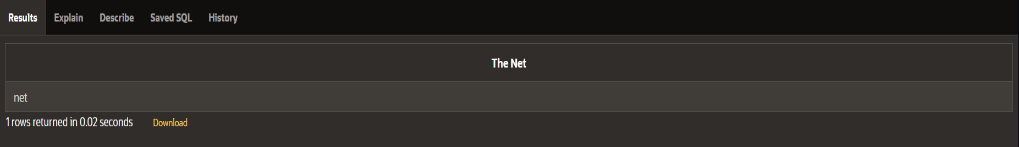 Results Explain Describe Saved SQL History
The Net
net
1 rows returned in 0.02 seconds Download